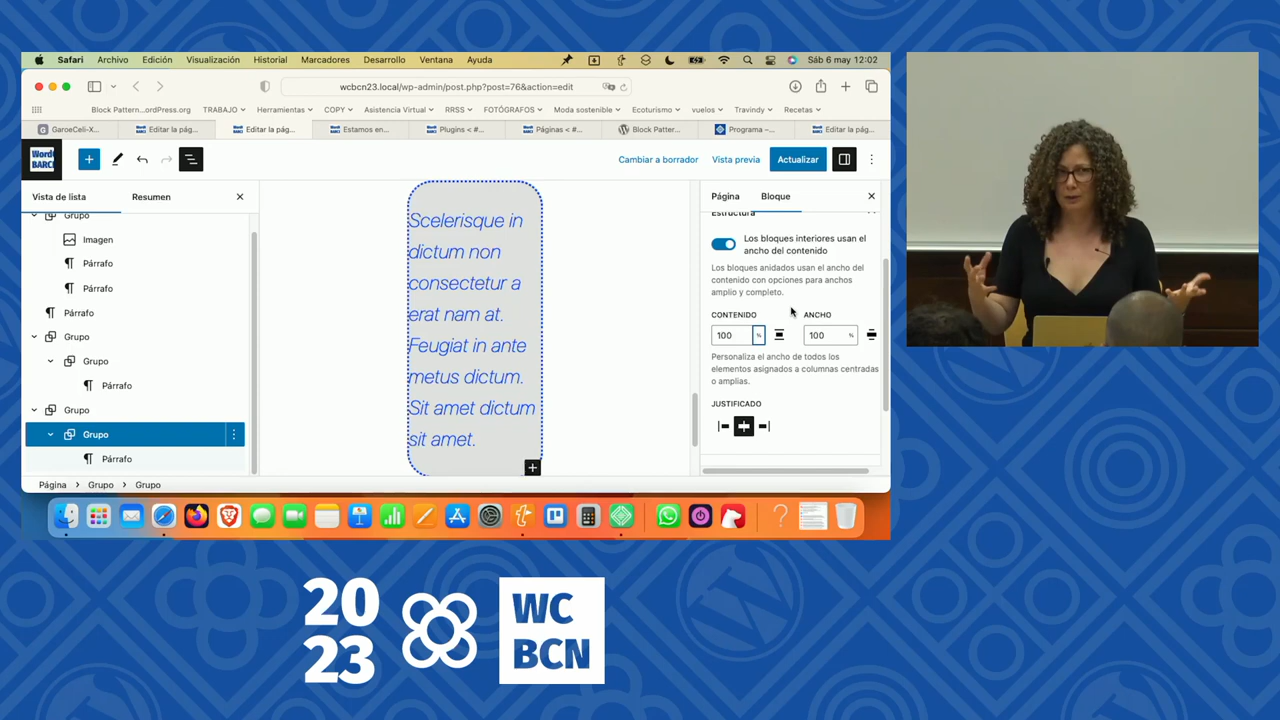 Safari Archivo Edición Visualización Historial Marcadores Desarrollo Ventana Ayuda Sáb 6 may 12:02
wcbcn23.local/wp-admin/post.php?post=76&action=edit
Block Pattern...ordPress.org TRABAJO Herramientas COPY Asistencia Virtual RRSS FOTÓGRAFOS Moda sostenible Ecoturismo vuelos Travindy Recetas
GaroeCeli-X... Editar la pág... Editar la pág... Estamos en... Plugins < #... Páginas < #... Block Patter... Programa –... Editar la pág...
Cambiar a borrador Vista previa Actualizar
Vista de lista Resumen
Página Bloque
Grupo
Imagen
Párrafo
Párrafo
Párrafo
Grupo
Grupo
Párrafo
Grupo
Grupo
Párrafo
Scelerisque in
dictum non
consectetur a
erat nam at.
Feugiat in ante
metus dictum.
Sit amet dictum
sit amet.
Estructura
Los bloques interiores usan el
ancho del contenido
Los bloques anidados usan el ancho del
contenido con opciones para anchos
amplio y completo.
CONTENIDO ANCHO
100 % 100 %
Personaliza el ancho de todos los
elementos asignados a columnas centradas
o amplias.
JUSTIFICADO
Página > Grupo > Grupo
20
23
WC
BCN